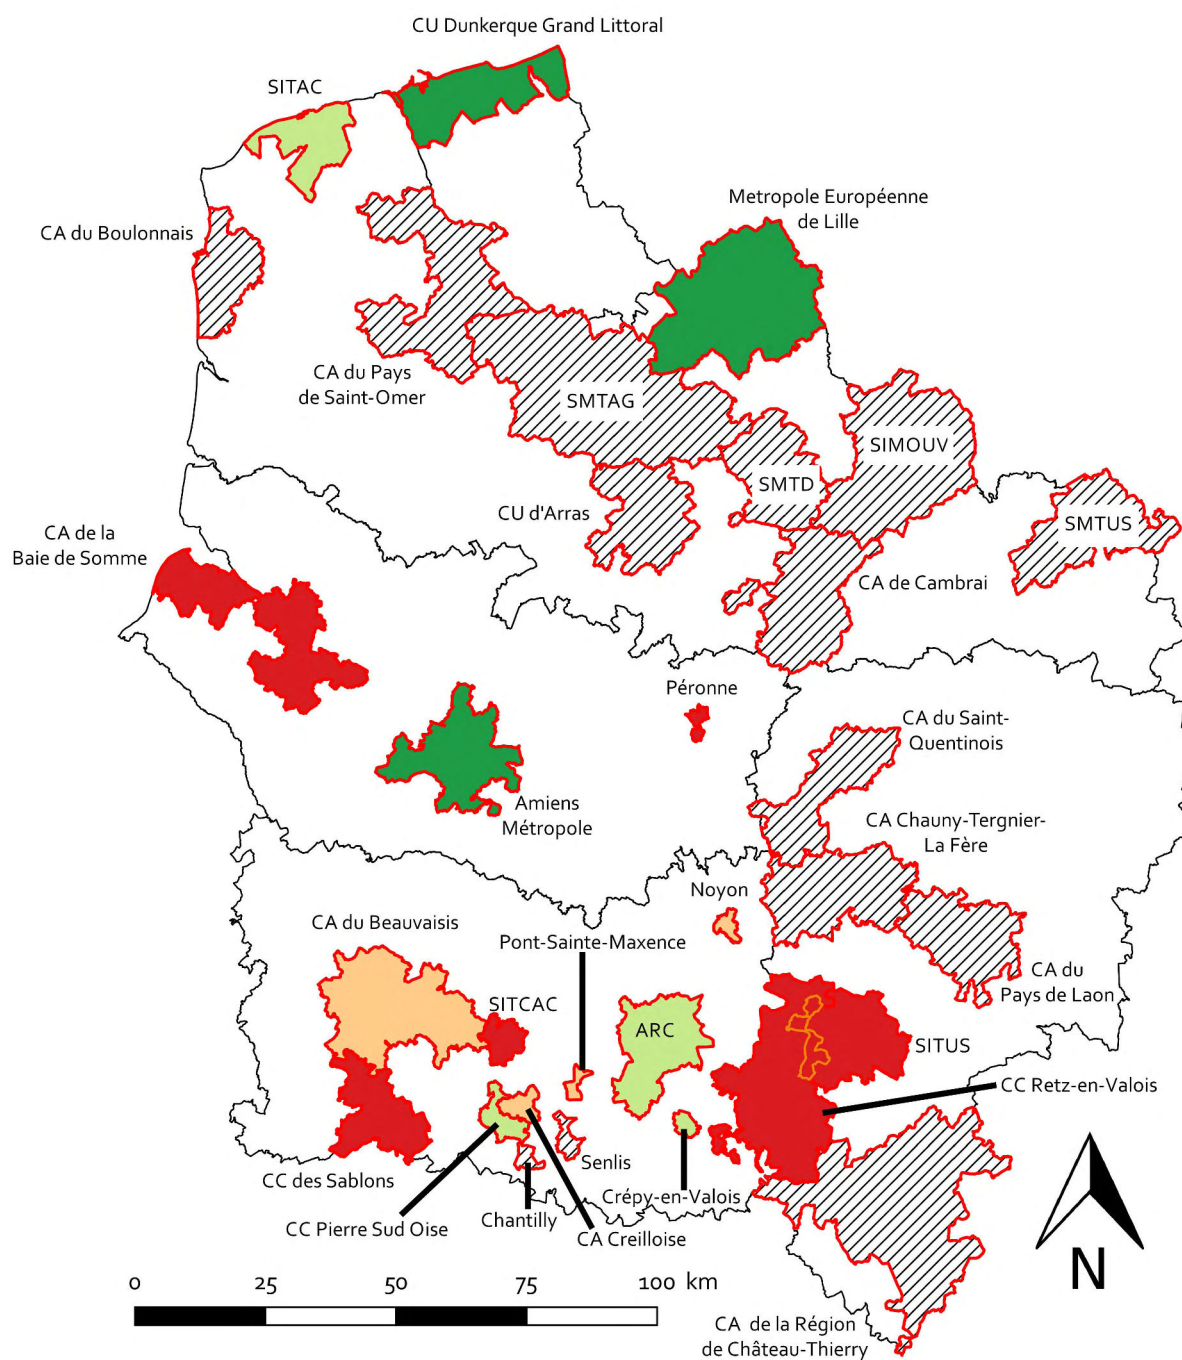 CU Dunkerque Grand Littoral
SITAC
Metropole Européenne
de Lille
CA du Boulonnais
CA du Pays
de Saint-Omer
SMTAG
SIMOUV
SMTD
CU d'Arras
SMTUS
CA de la
Baie de Somme
CA de Cambrai
Péronne
CA du Saint-
Quentinois
Amiens
Métropole
CA Chauny-Tergnier-
La Fère
Noyon
CA du Beauvaisis
Pont-Sainte-Maxence
CA du
Pays de Laon
SITCAC
ARC
SITUS
CC Retz-en-Valois
Senlis
CC des Sablons
Crépy-en-Valois
Chantilly
CC Pierre Sud Oise
CA Creilloise
N
0 25 50 75 100 km
CA de la Région
de Château-Thierry